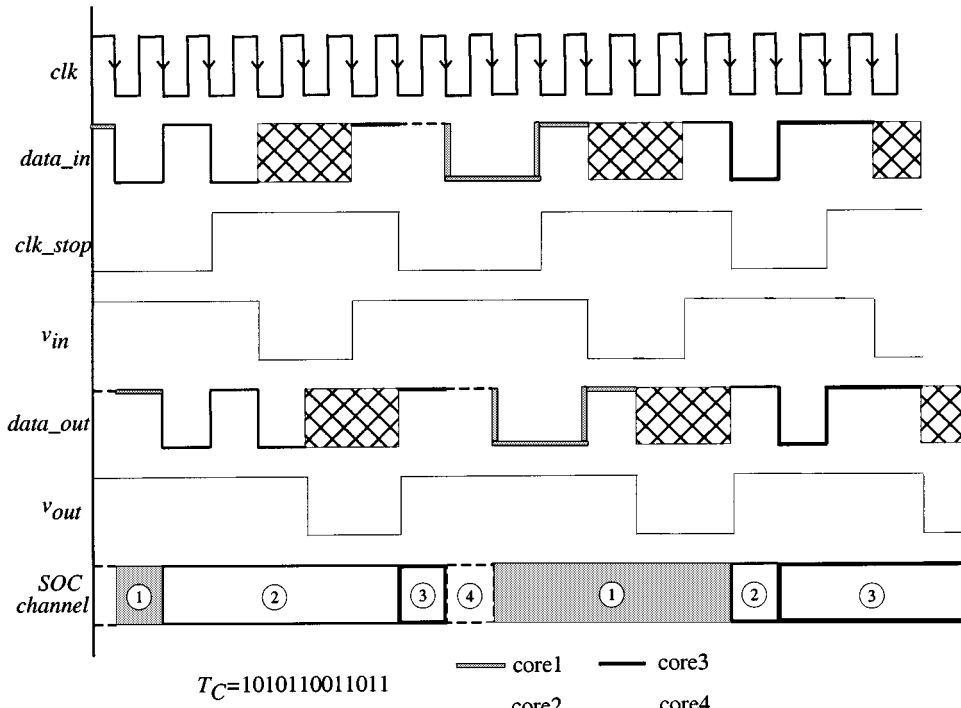 clk
data_in
clk_stop
v_in
data_out
v_out
SOC
channel
1 2 3 4 1 2 3
T_C=1010110011011
core1 core3
core2 core4